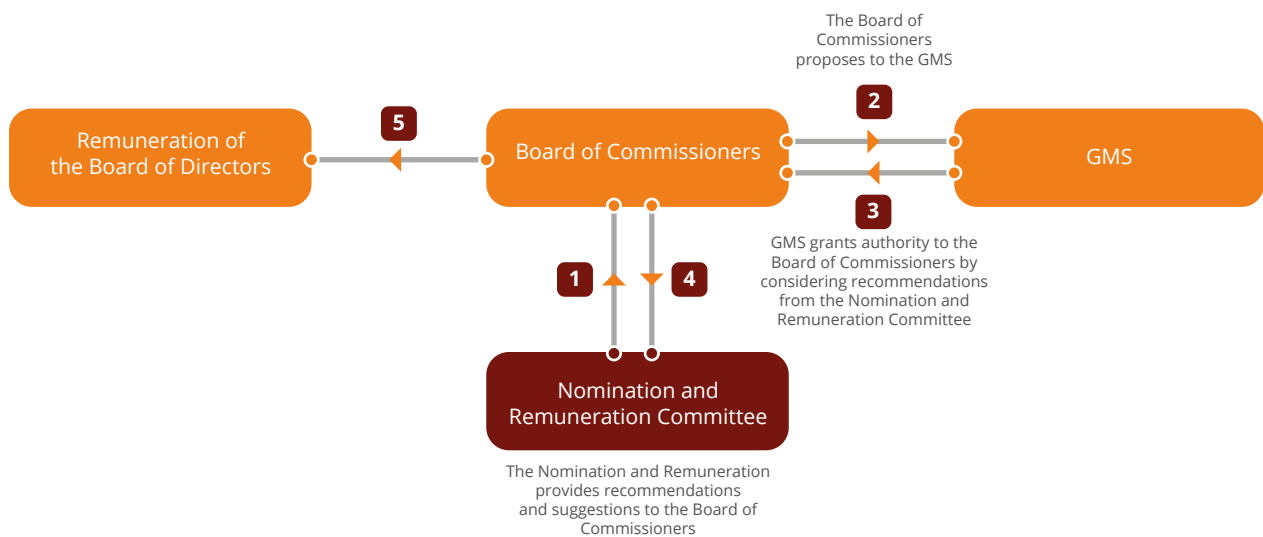 The Board of
Commissioners
proposes to the GMS
2
5
Remuneration of
the Board of Directors
Board of Commissioners
GMS
3
GMS grants authority to the
Board of Commissioners by
considering recommendations
from the Nomination and
Remuneration Committee
1
4
Nomination and
Remuneration Committee
The Nomination and Remuneration
provides recommendations
and suggestions to the Board of
Commissioners